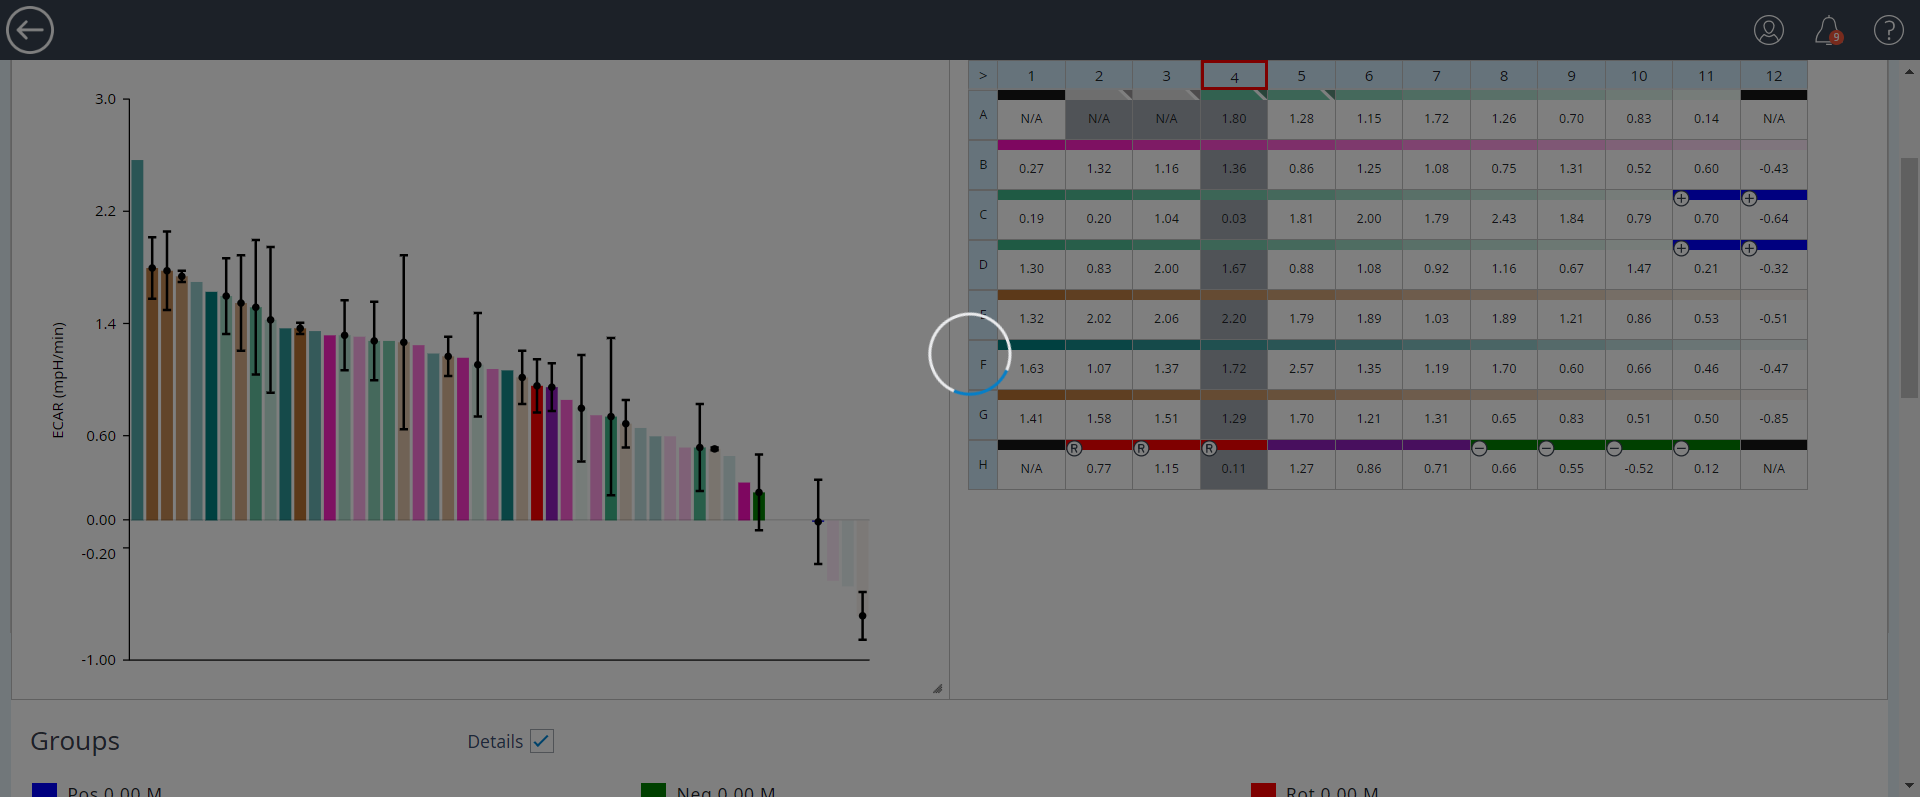 9 ?
> 1 2 3 4 5 6 7 8 9 10 11 12
A N/A N/A N/A 1.80 1.28 1.15 1.72 1.26 0.70 0.83 0.14 N/A
B 0.27 1.32 1.16 1.36 0.86 1.25 1.08 0.75 1.31 0.52 0.60 -0.43
C 0.19 0.20 1.04 0.03 1.81 2.00 1.79 2.43 1.84 0.79 + 0.70 + -0.64
D 1.30 0.83 2.00 1.67 0.88 1.08 0.92 1.16 0.67 1.47 + 0.21 + -0.32
E 1.32 2.02 2.06 2.20 1.79 1.89 1.03 1.89 1.21 0.86 0.53 -0.51
F 1.63 1.07 1.37 1.72 2.57 1.35 1.19 1.70 0.60 0.66 0.46 -0.47
G 1.41 1.58 1.51 1.29 1.70 1.21 1.31 0.65 0.83 0.51 0.50 -0.85
H N/A R 0.77 R 1.15 R 0.11 1.27 0.86 0.71 − 0.66 − 0.55 − -0.52 − 0.12 N/A
3.0
2.2
1.4
0.60
0.00
-0.20
-1.00
ECAR (mpH/min)
Groups Details
Pos 0.00 M Neg 0.00 M Rot 0.00 M